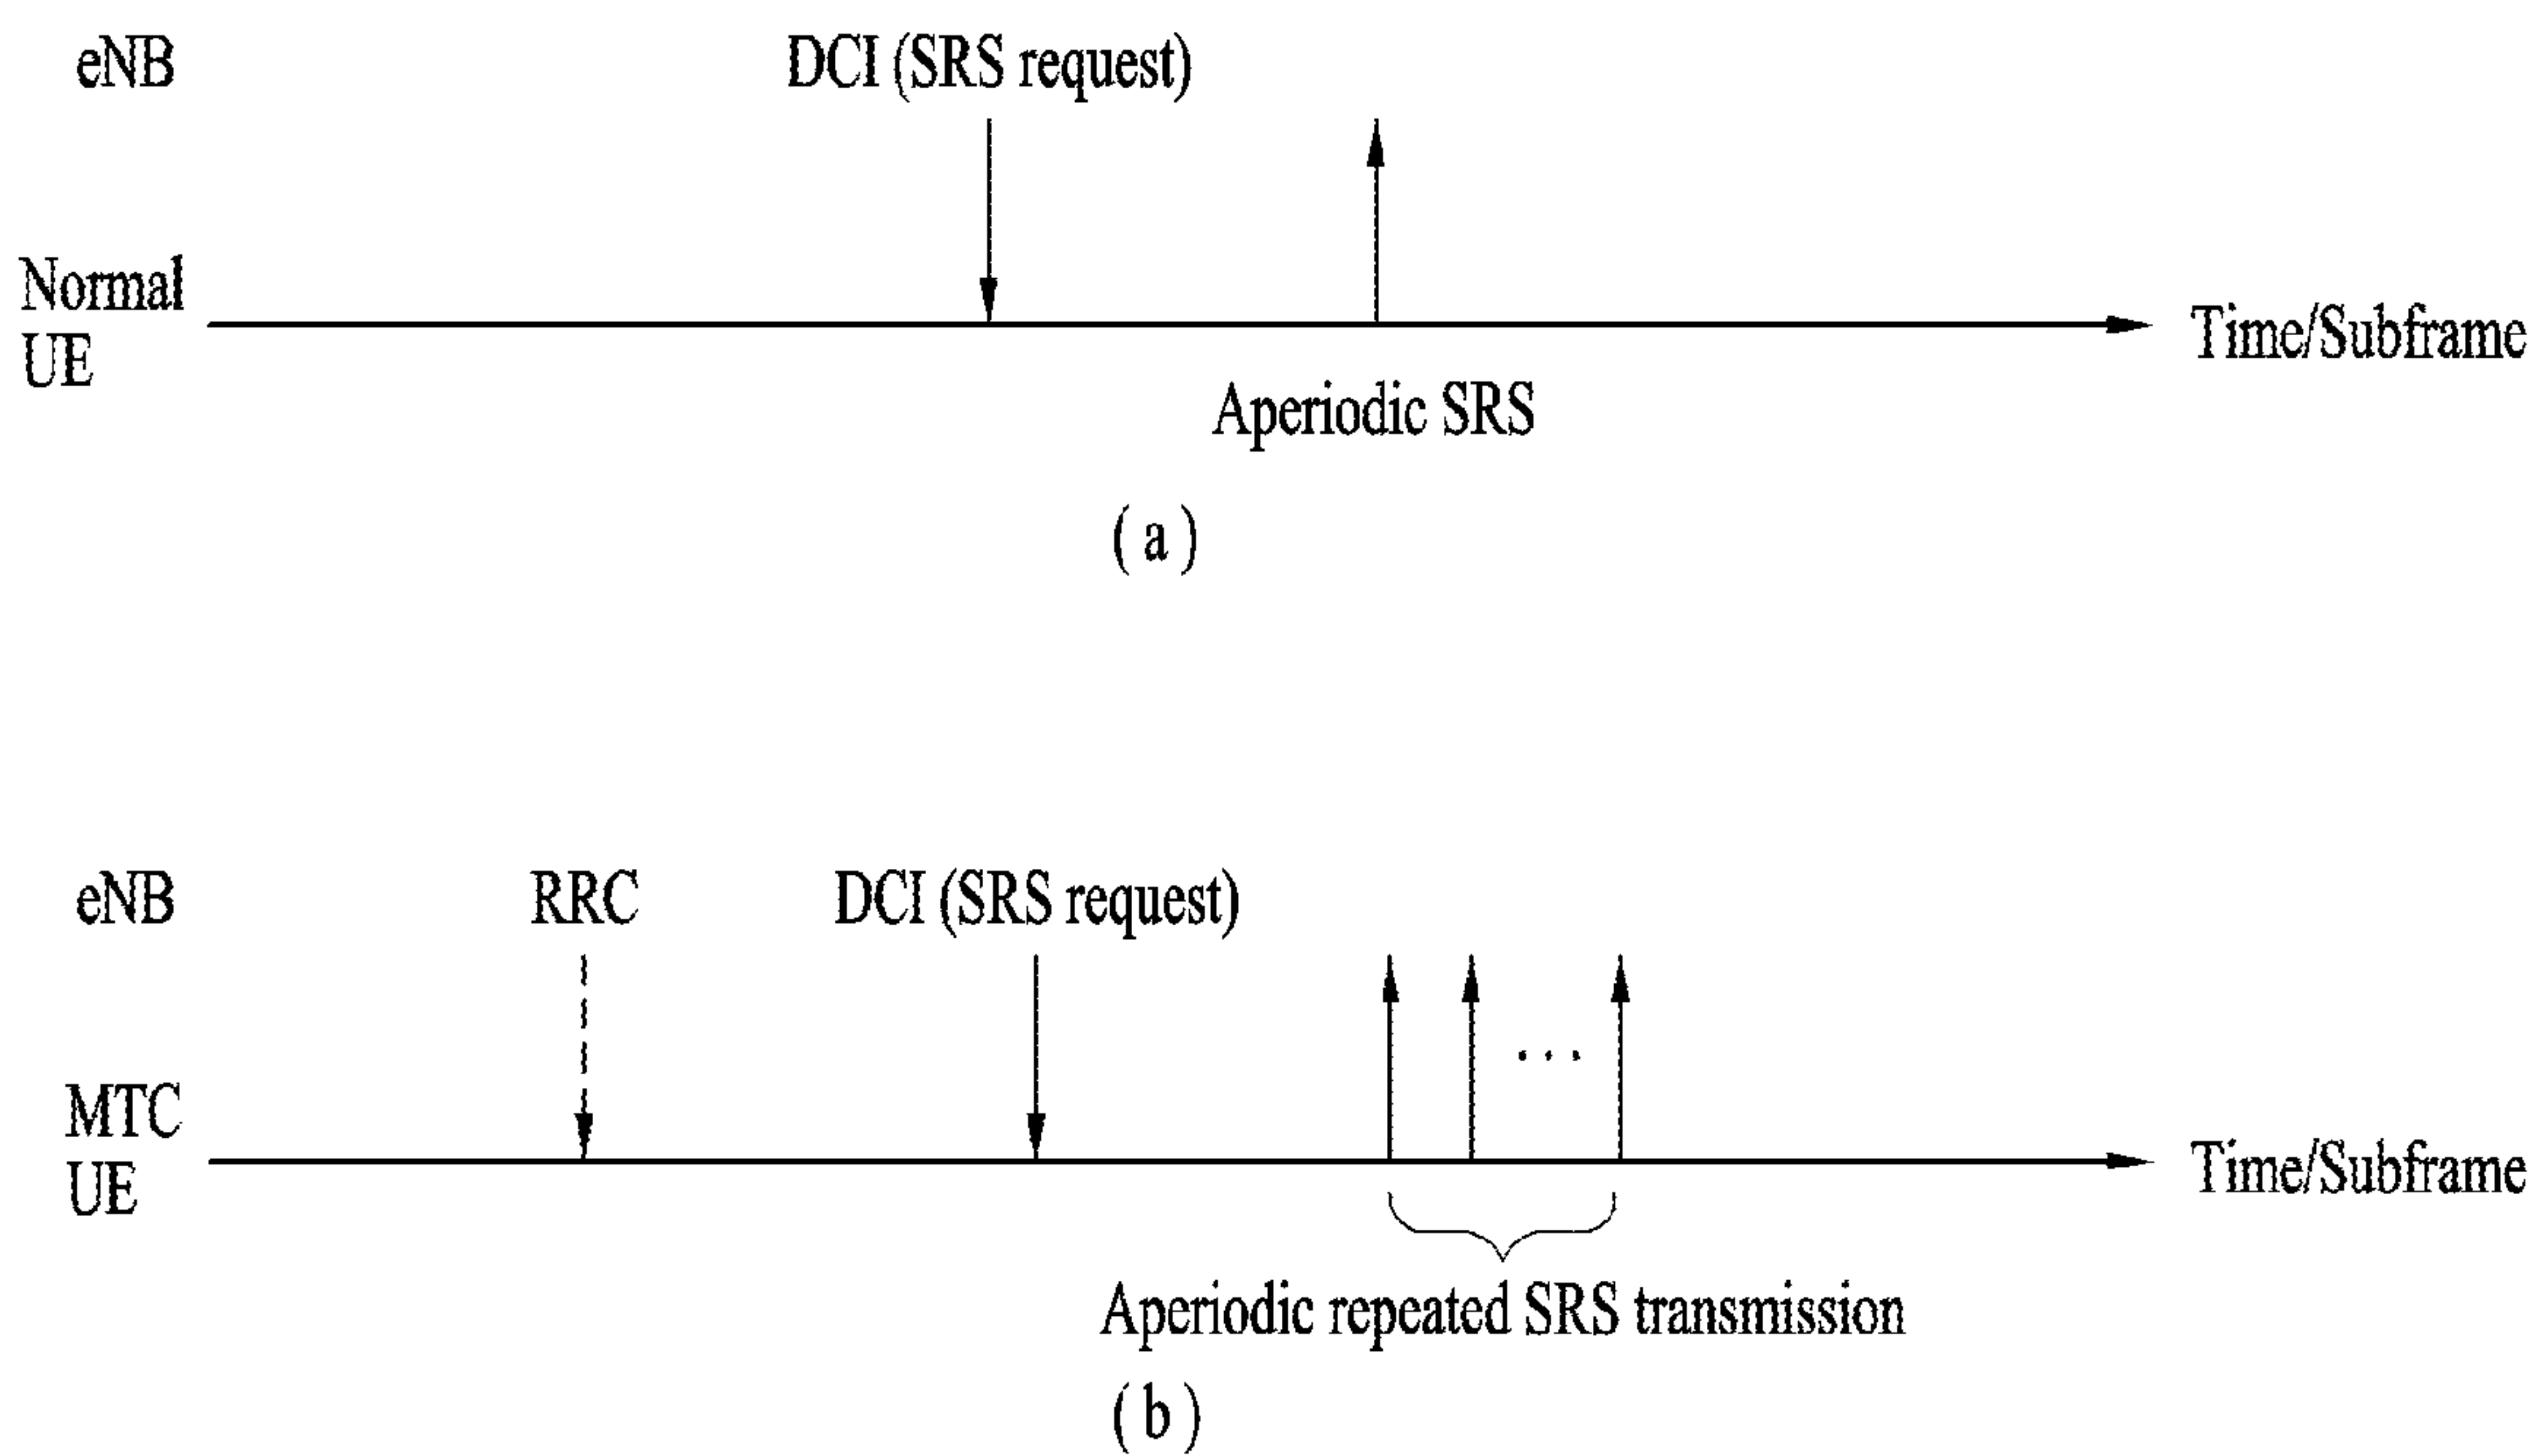 eNB
DCI (SRS request)
Normal
UE
Time/Subframe
Aperiodic SRS
( a )
eNB
RRC
DCI (SRS request)
...
MTC
UE
Time/Subframe
Aperiodic repeated SRS transmission
( b )